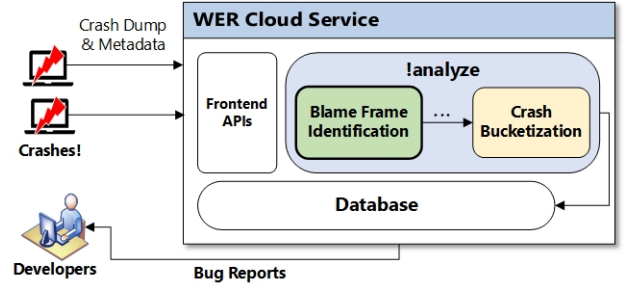 WER Cloud Service
Crash Dump
& Metadata
Crashes!
Frontend
APIs
!analyze
Blame Frame
Identification
...
Crash
Bucketization
Database
Developers
Bug Reports